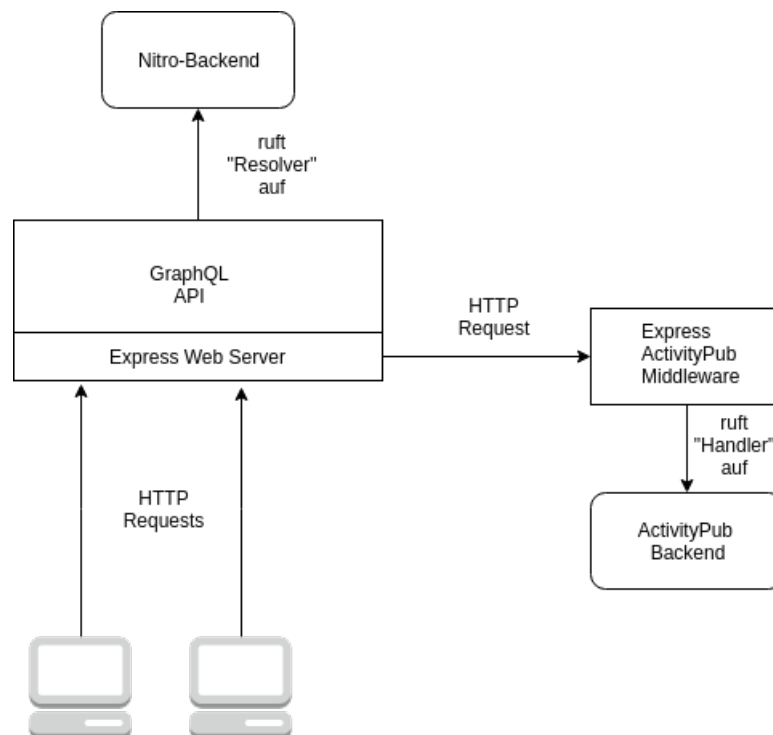 Nitro-Backend
ruft
"Resolver"
auf
GraphQL
API
Express Web Server
HTTP
Request
Express
ActivityPub
Middleware
ruft
"Handler"
auf
HTTP
Requests
ActivityPub
Backend